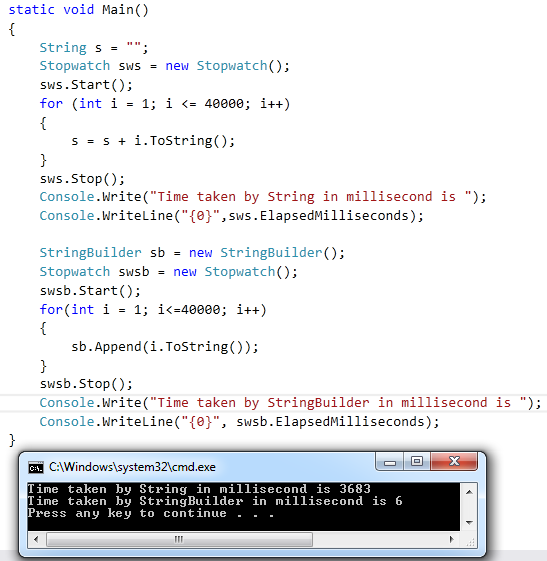 static void Main()
{
String s = "";
Stopwatch sws = new Stopwatch();
sws.Start();
for (int i = 1; i <= 40000; i++)
{
s = s + i.ToString();
}
sws.Stop();
Console.Write("Time taken by String in millisecond is ");
Console.WriteLine("{0}",sws.ElapsedMilliseconds);
StringBuilder sb = new StringBuilder();
Stopwatch swsb = new Stopwatch();
swsb.Start();
for(int i = 1; i<=40000; i++)
{
sb.Append(i.ToString());
}
swsb.Stop();
Console.Write("Time taken by StringBuilder in millisecond is ");
Console.WriteLine("{0}", swsb.ElapsedMilliseconds);
}
C:\Windows\system32\cmd.exe
Time taken by String in millisecond is 3683
Time taken by StringBuilder in millisecond is 6
Press any key to continue . . .